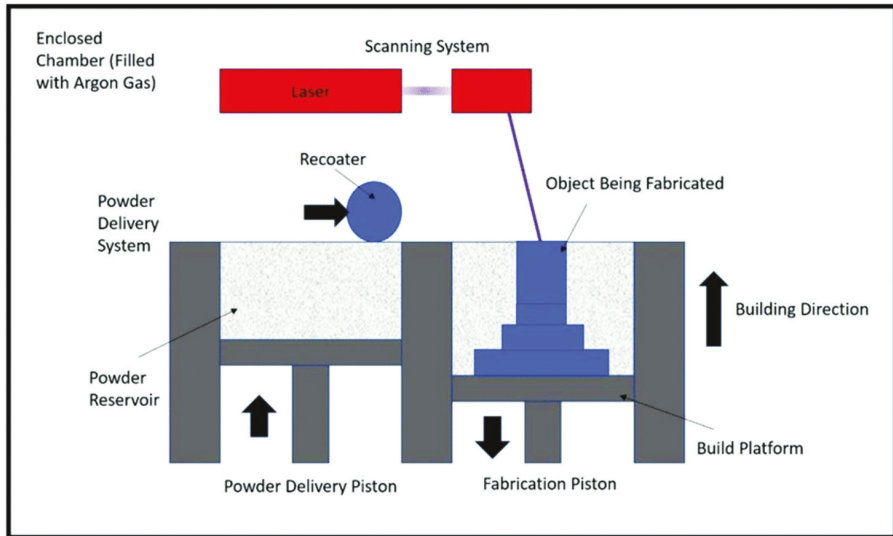 Enclosed
Chamber (Filled
with Argon Gas)
Scanning System
Laser
Recoater
Object Being Fabricated
Powder
Delivery
System
Building Direction
Powder
Reservoir
Build Platform
Powder Delivery Piston
Fabrication Piston